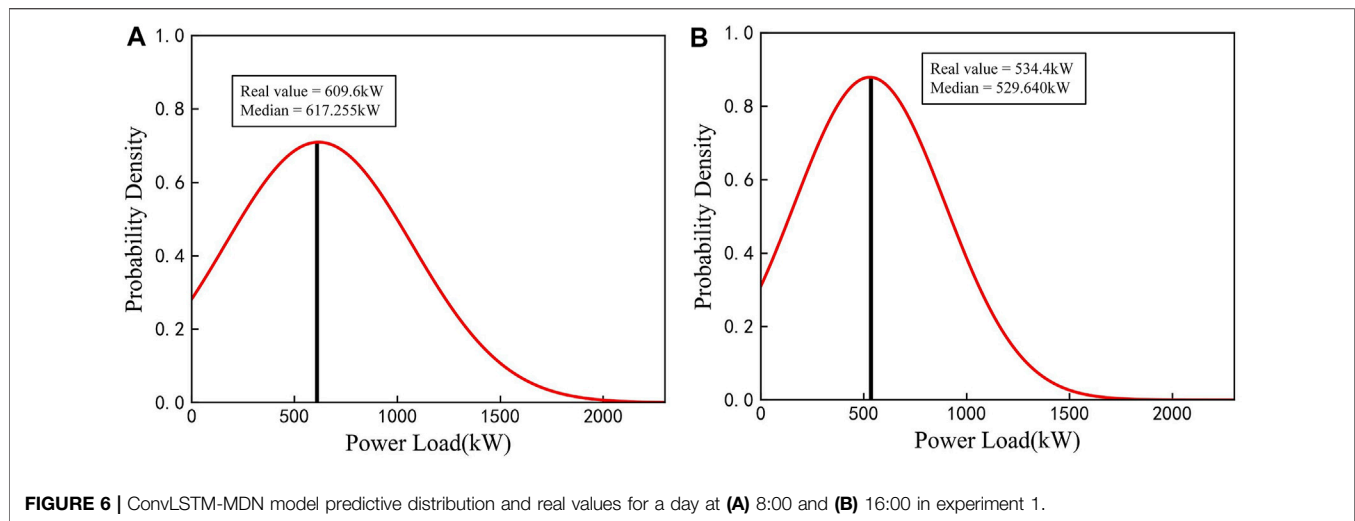 A
1.0
0.8
0.6
0.4
0.2
0.0
Probability Density
Real value = 609.6kW
Median = 617.255kW
0 500 1000 1500 2000
Power Load(kW)
B
1.0
0.8
0.6
0.4
0.2
0.0
Probability Density
Real value = 534.4kW
Median = 529.640kW
0 500 1000 1500 2000
Power Load(kW)
FIGURE 6 | ConvLSTM-MDN model predictive distribution and real values for a day at (A) 8:00 and (B) 16:00 in experiment 1.